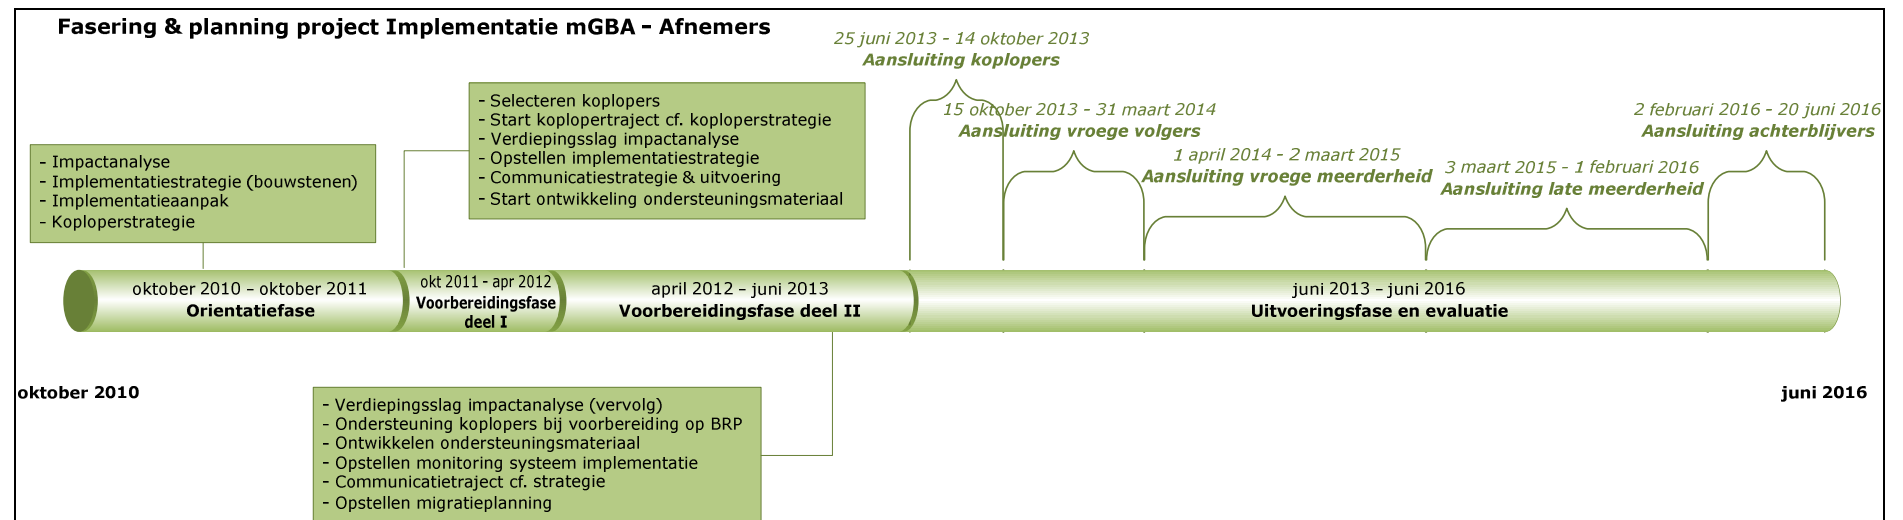 Fasering & planning project Implementatie mGBA – Afnemers
25 juni 2013 – 14 oktober 2013
Aansluiting koplopers
15 oktober 2013 – 31 maart 2014
Aansluiting vroege volgers
1 april 2014 – 2 maart 2015
Aansluiting vroege meerderheid
3 maart 2015 – 1 februari 2016
Aansluiting late meerderheid
2 februari 2016 – 20 juni 2016
Aansluiting achterblijvers
- Impactanalyse
- Implementatiestrategie (bouwstenen)
- Implementatieaanpak
- Koploperstrategie
- Selecteren koplopers
- Start koplopertraject cf. koploperstrategie
- Verdiepingsslag impactanalyse
- Opstellen implementatiestrategie
- Communicatiestrategie & uitvoering
- Start ontwikkeling ondersteuningsmateriaal
oktober 2010 – oktober 2011
Orientatiefase
okt 2011 – apr 2012
Voorbereidingsfase
deel I
april 2012 – juni 2013
Voorbereidingsfase deel II
juni 2013 – juni 2016
Uitvoeringsfase en evaluatie
oktober 2010
juni 2016
- Verdiepingsslag impactanalyse (vervolg)
- Ondersteuning koplopers bij voorbereiding op BRP
- Ontwikkelen ondersteuningsmateriaal
- Opstellen monitoring systeem implementatie
- Communicatietraject cf. strategie
- Opstellen migratieplanning